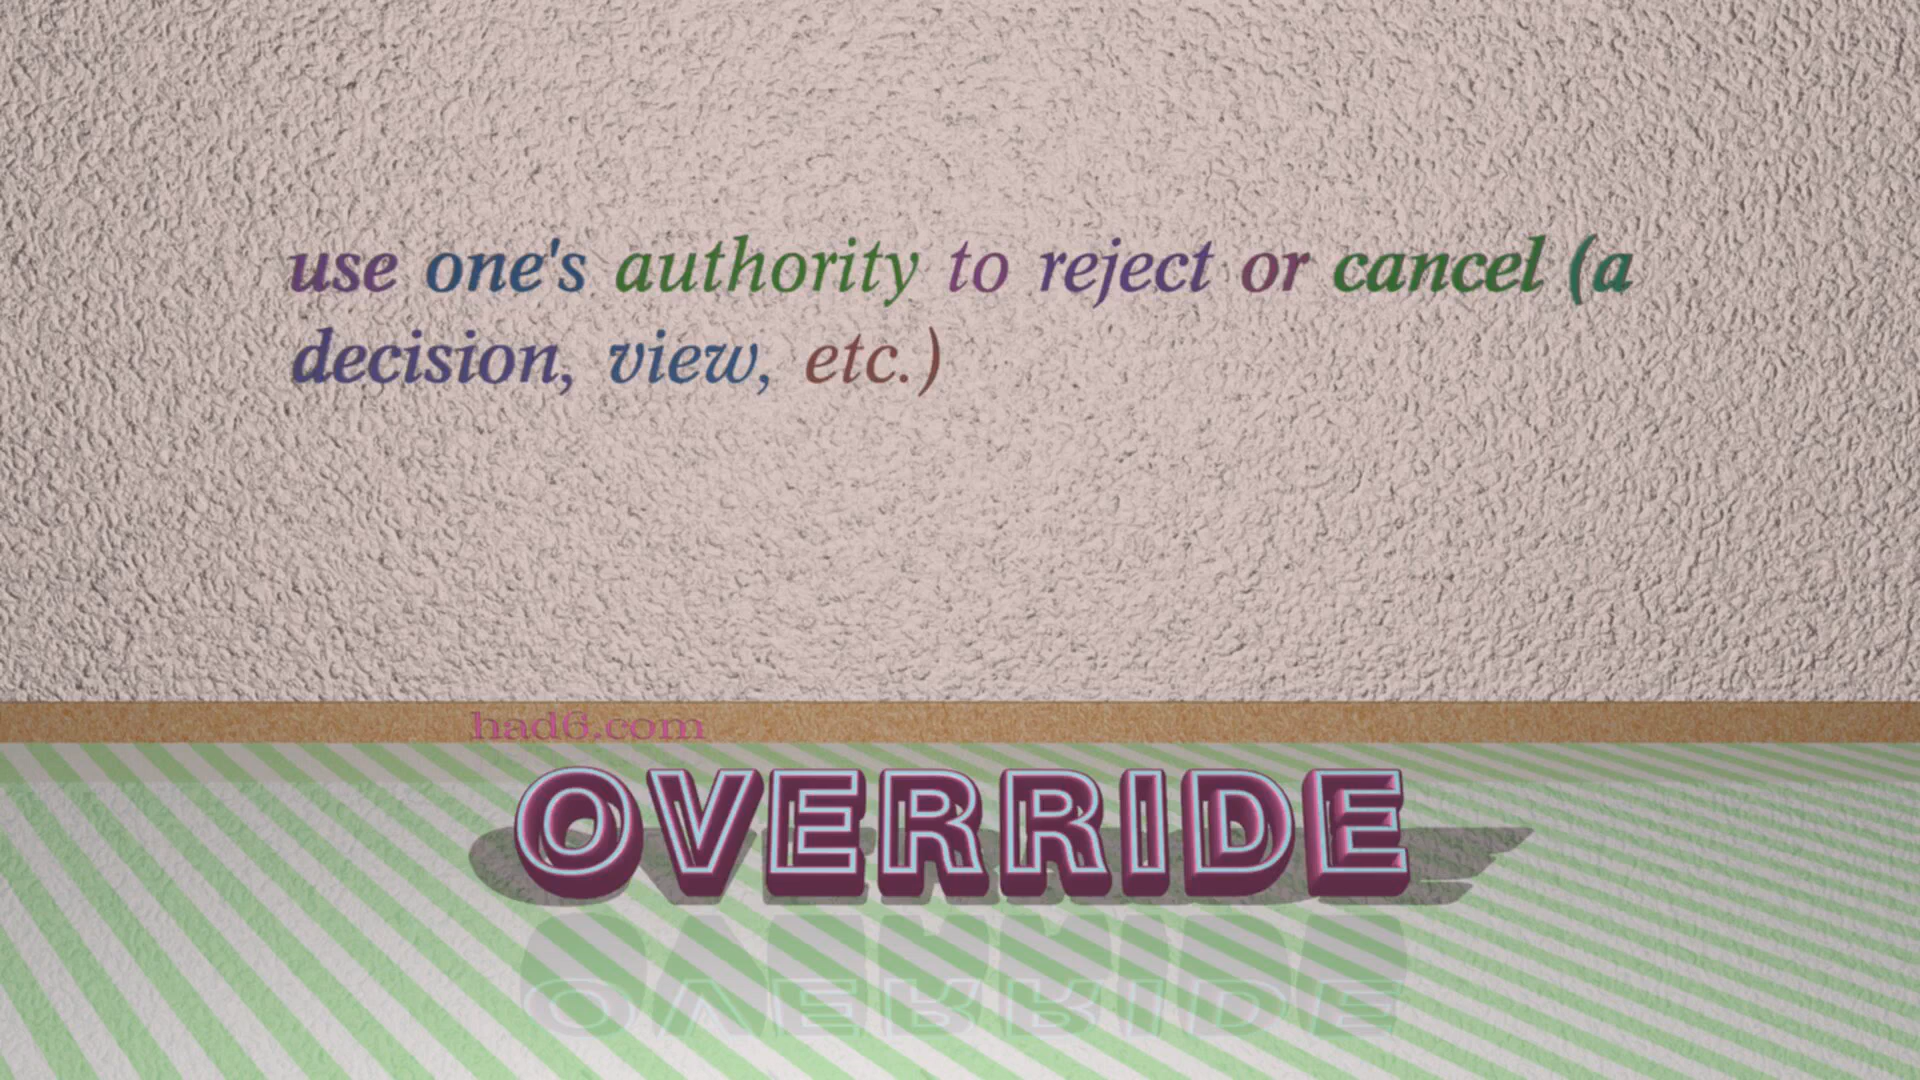 use one's authority to reject or cancel (a
decision, view, etc.)
had6.com
OVERRIDE